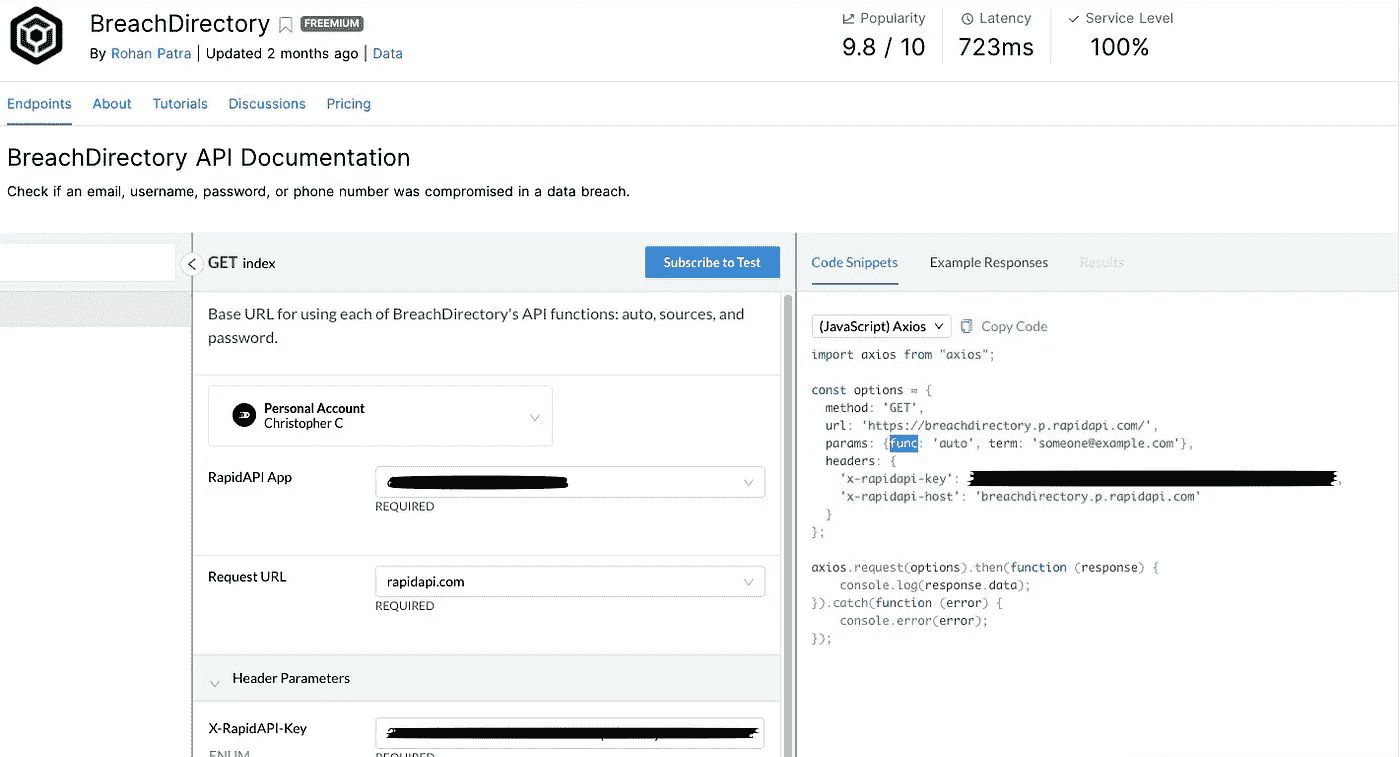 BreachDirectory FREEMIUM
By Rohan Patra | Updated 2 months ago | Data
Popularity
9.8 / 10
Latency
723ms
Service Level
100%
Endpoints About Tutorials Discussions Pricing
BreachDirectory API Documentation
Check if an email, username, password, or phone number was compromised in a data breach.
GET index
Subscribe to Test
Base URL for using each of BreachDirectory's API functions: auto, sources, and
password.
Personal Account
Christopher C
RapidAPI App
REQUIRED
Request URL
rapidapi.com
REQUIRED
Header Parameters
X-RapidAPI-Key
ENUM
REQUIRED
Code Snippets Example Responses Results
(JavaScript) Axios Copy Code
import axios from "axios";
const options = {
method: 'GET',
url: 'https://breachdirectory.p.rapidapi.com/',
params: {func: 'auto', term: 'someone@example.com'},
headers: {
'x-rapidapi-key': ,
'x-rapidapi-host': 'breachdirectory.p.rapidapi.com'
}
};
axios.request(options).then(function (response) {
console.log(response.data);
}).catch(function (error) {
console.error(error);
});